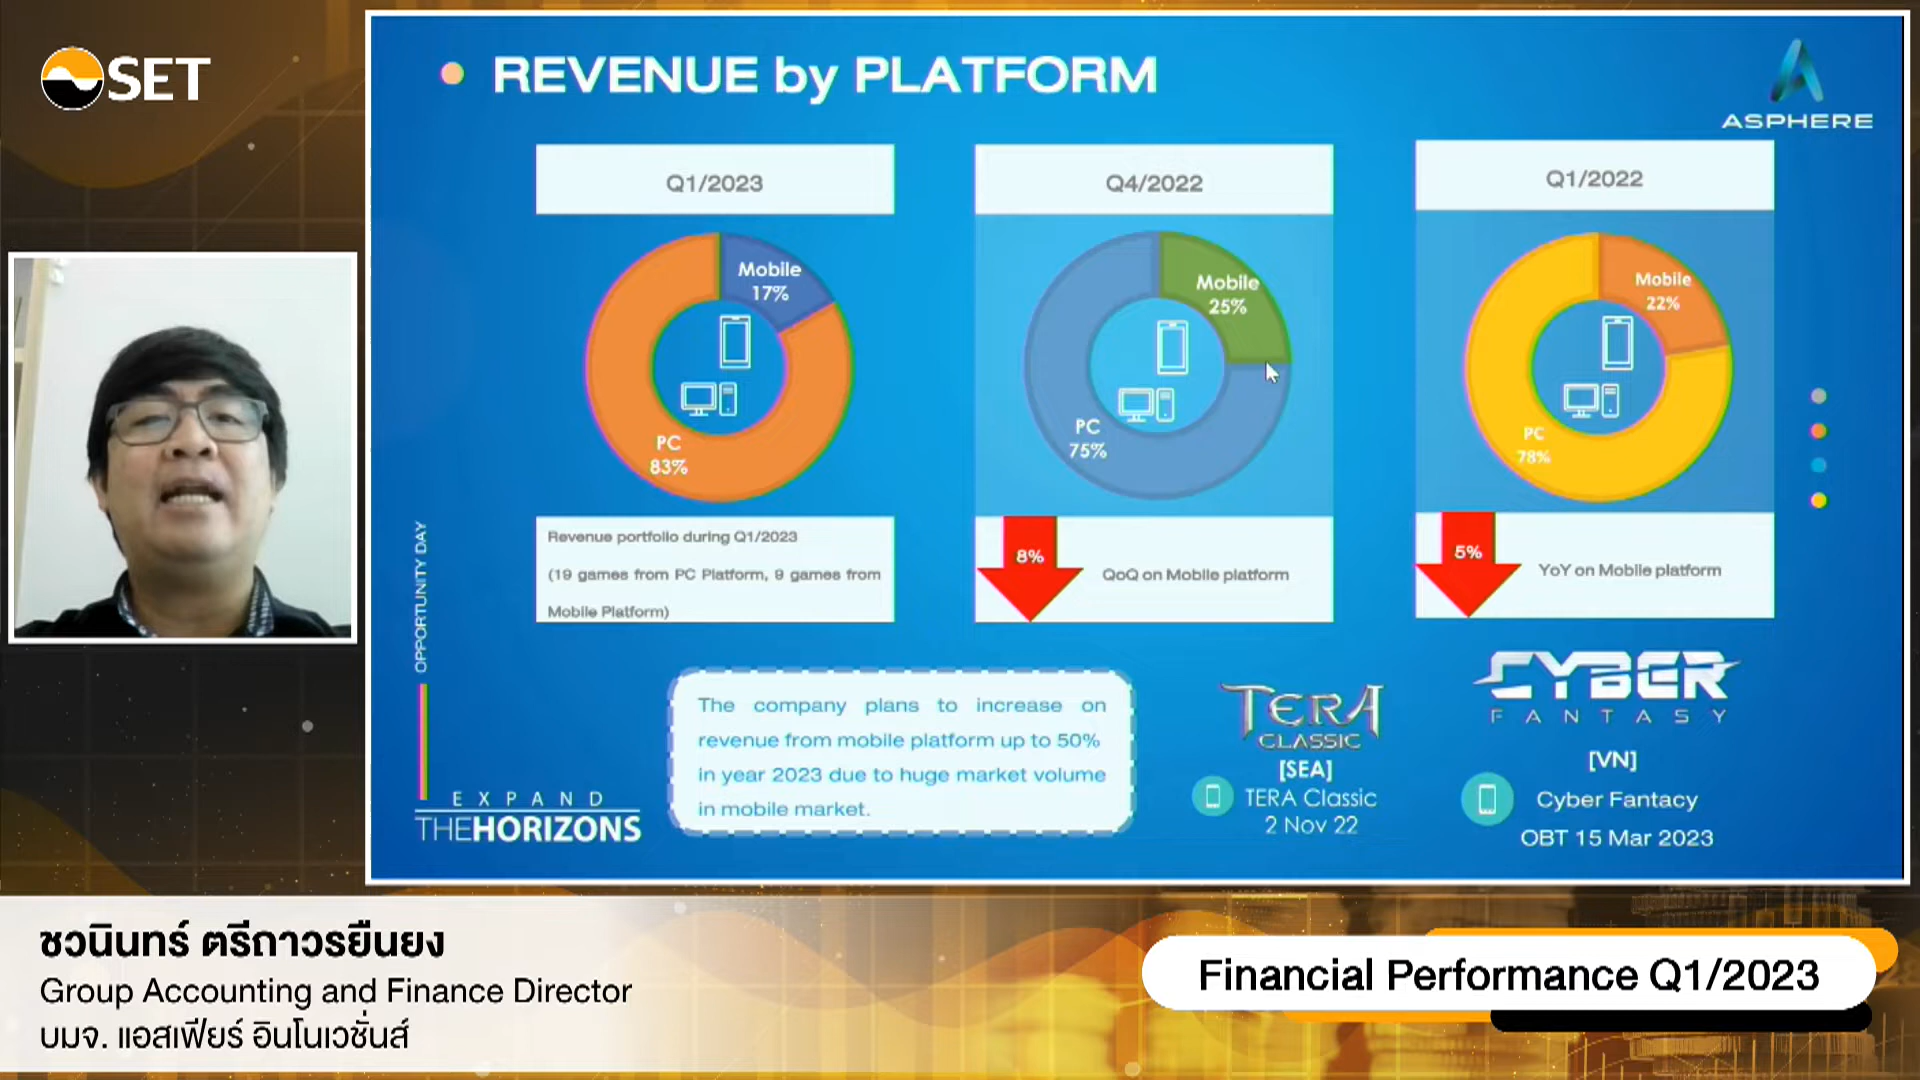 SET
REVENUE by PLATFORM
ASPHERE
Q1/2023
Q4/2022
Q1/2022
Mobile
17%
PC
83%
Mobile
25%
PC
75%
Mobile
22%
PC
78%
Revenue portfolio during Q1/2023
(19 games from PC Platform, 9 games from
Mobile Platform)
8%
QoQ on Mobile platform
5%
YoY on Mobile platform
OPPORTUNITY DAY
EXPAND
THEHORIZONS
The company plans to increase on
revenue from mobile platform up to 50%
in year 2023 due to huge market volume
in mobile market.
TERA
CLASSIC
[SEA]
TERA Classic
2 Nov 22
CYBER
FANTASY
[VN]
Cyber Fantacy
OBT 15 Mar 2023
ชวนินทร์ ตรีถาวรยืนยง
Group Accounting and Finance Director
บมจ. แอสเฟียร์ อินโนเวชั่นส์
Financial Performance Q1/2023